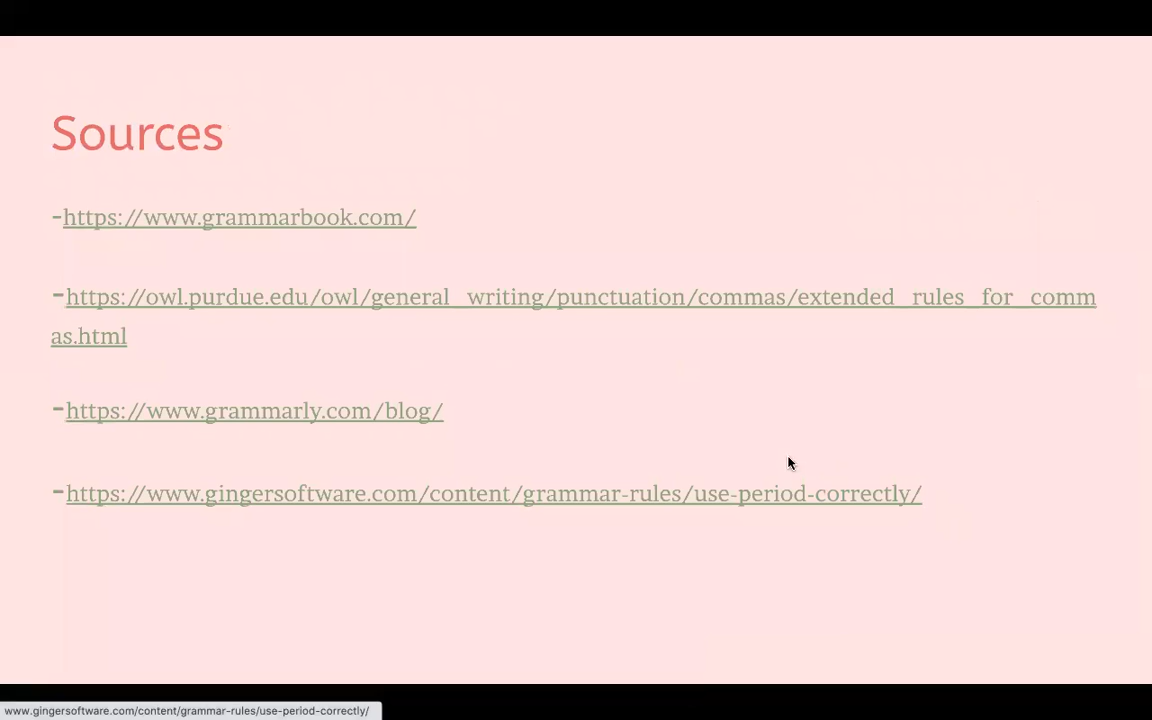 Sources
-https://www.grammarbook.com/
-https://owl.purdue.edu/owl/general_writing/punctuation/commas/extended_rules_for_comm
as.html
-https://www.grammarly.com/blog/
-https://www.gingersoftware.com/content/grammar-rules/use-period-correctly/
www.gingersoftware.com/content/grammar-rules/use-period-correctly/